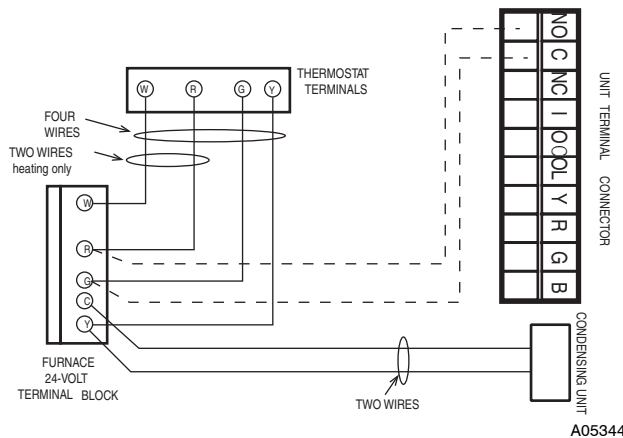 THERMOSTAT
TERMINALS
W
R
G
Y
FOUR
WIRES
TWO WIRES
heating only
W
R
G
C
Y
FURNACE
24-VOLT
TERMINAL BLOCK
TWO WIRES
NO
C
NC
I
O
COOL
Y
R
G
B
UNIT TERMINAL CONNECTOR
CONDENSING UNIT
A05344